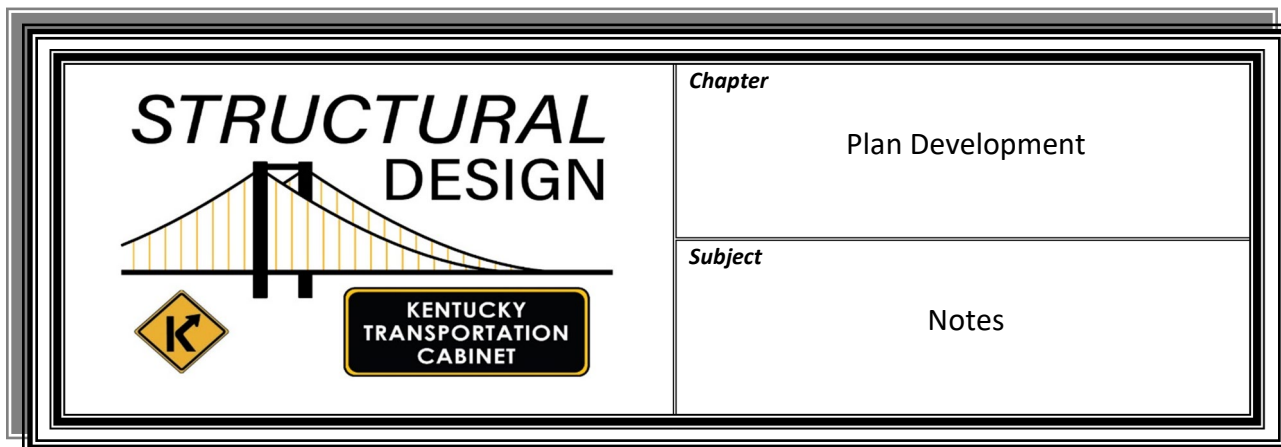 STRUCTURAL
DESIGN
KENTUCKY
TRANSPORTATION
CABINET
Chapter
Plan Development
Subject
Notes